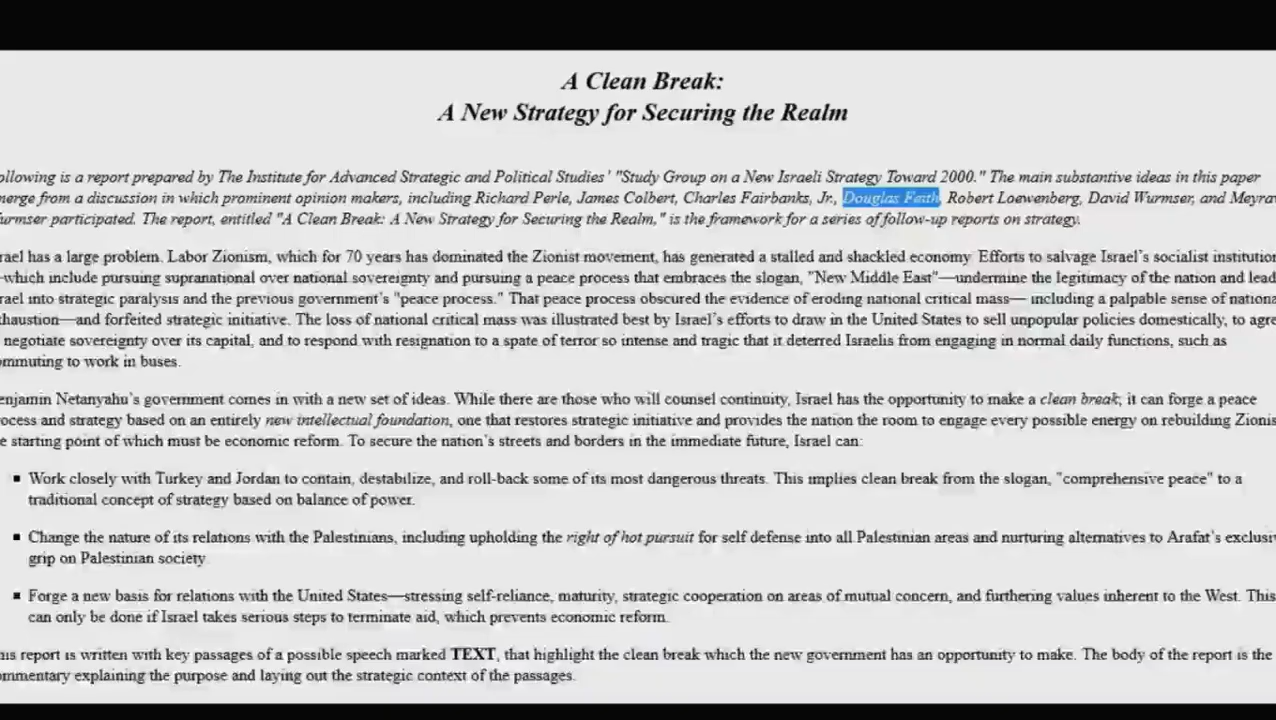 A Clean Break:
A New Strategy for Securing the Realm
ollowing is a report prepared by The Institute for Advanced Strategic and Political Studies' "Study Group on a New Israeli Strategy Toward 2000." The main substantive ideas in this paper
nerge from a discussion in which prominent opinion makers, including Richard Perle, James Colbert, Charles Fairbanks, Jr., Douglas Feith, Robert Loewenberg, David Wurmser, and Meyra
urmser participated. The report, entitled "A Clean Break: A New Strategy for Securing the Realm," is the framework for a series of follow-up reports on strategy.
rael has a large problem. Labor Zionism, which for 70 years has dominated the Zionist movement, has generated a stalled and shackled economy. Efforts to salvage Israel's socialist institution
—which include pursuing supranational over national sovereignty and pursuing a peace process that embraces the slogan, "New Middle East"—undermine the legitimacy of the nation and lead
rael into strategic paralysis and the previous government's "peace process." That peace process obscured the evidence of eroding national critical mass— including a palpable sense of nationa
xhaustion—and forfeited strategic initiative. The loss of national critical mass was illustrated best by Israel's efforts to draw in the United States to sell unpopular policies domestically, to agre
negotiate sovereignty over its capital, and to respond with resignation to a spate of terror so intense and tragic that it deterred Israelis from engaging in normal daily functions, such as
ommuting to work in buses.
enjamin Netanyahu's government comes in with a new set of ideas. While there are those who will counsel continuity, Israel has the opportunity to make a clean break; it can forge a peace
ocess and strategy based on an entirely new intellectual foundation, one that restores strategic initiative and provides the nation the room to engage every possible energy on rebuilding Zionis
e starting point of which must be economic reform. To secure the nation's streets and borders in the immediate future, Israel can:
▪ Work closely with Turkey and Jordan to contain, destabilize, and roll-back some of its most dangerous threats. This implies clean break from the slogan, "comprehensive peace" to a
traditional concept of strategy based on balance of power.
▪ Change the nature of its relations with the Palestinians, including upholding the right of hot pursuit for self defense into all Palestinian areas and nurturing alternatives to Arafat's exclusiv
grip on Palestinian society
▪ Forge a new basis for relations with the United States—stressing self-reliance, maturity, strategic cooperation on areas of mutual concern, and furthering values inherent to the West. This
can only be done if Israel takes serious steps to terminate aid, which prevents economic reform.
his report is written with key passages of a possible speech marked TEXT, that highlight the clean break which the new government has an opportunity to make. The body of the report is the
ommentary explaining the purpose and laying out the strategic context of the passages.